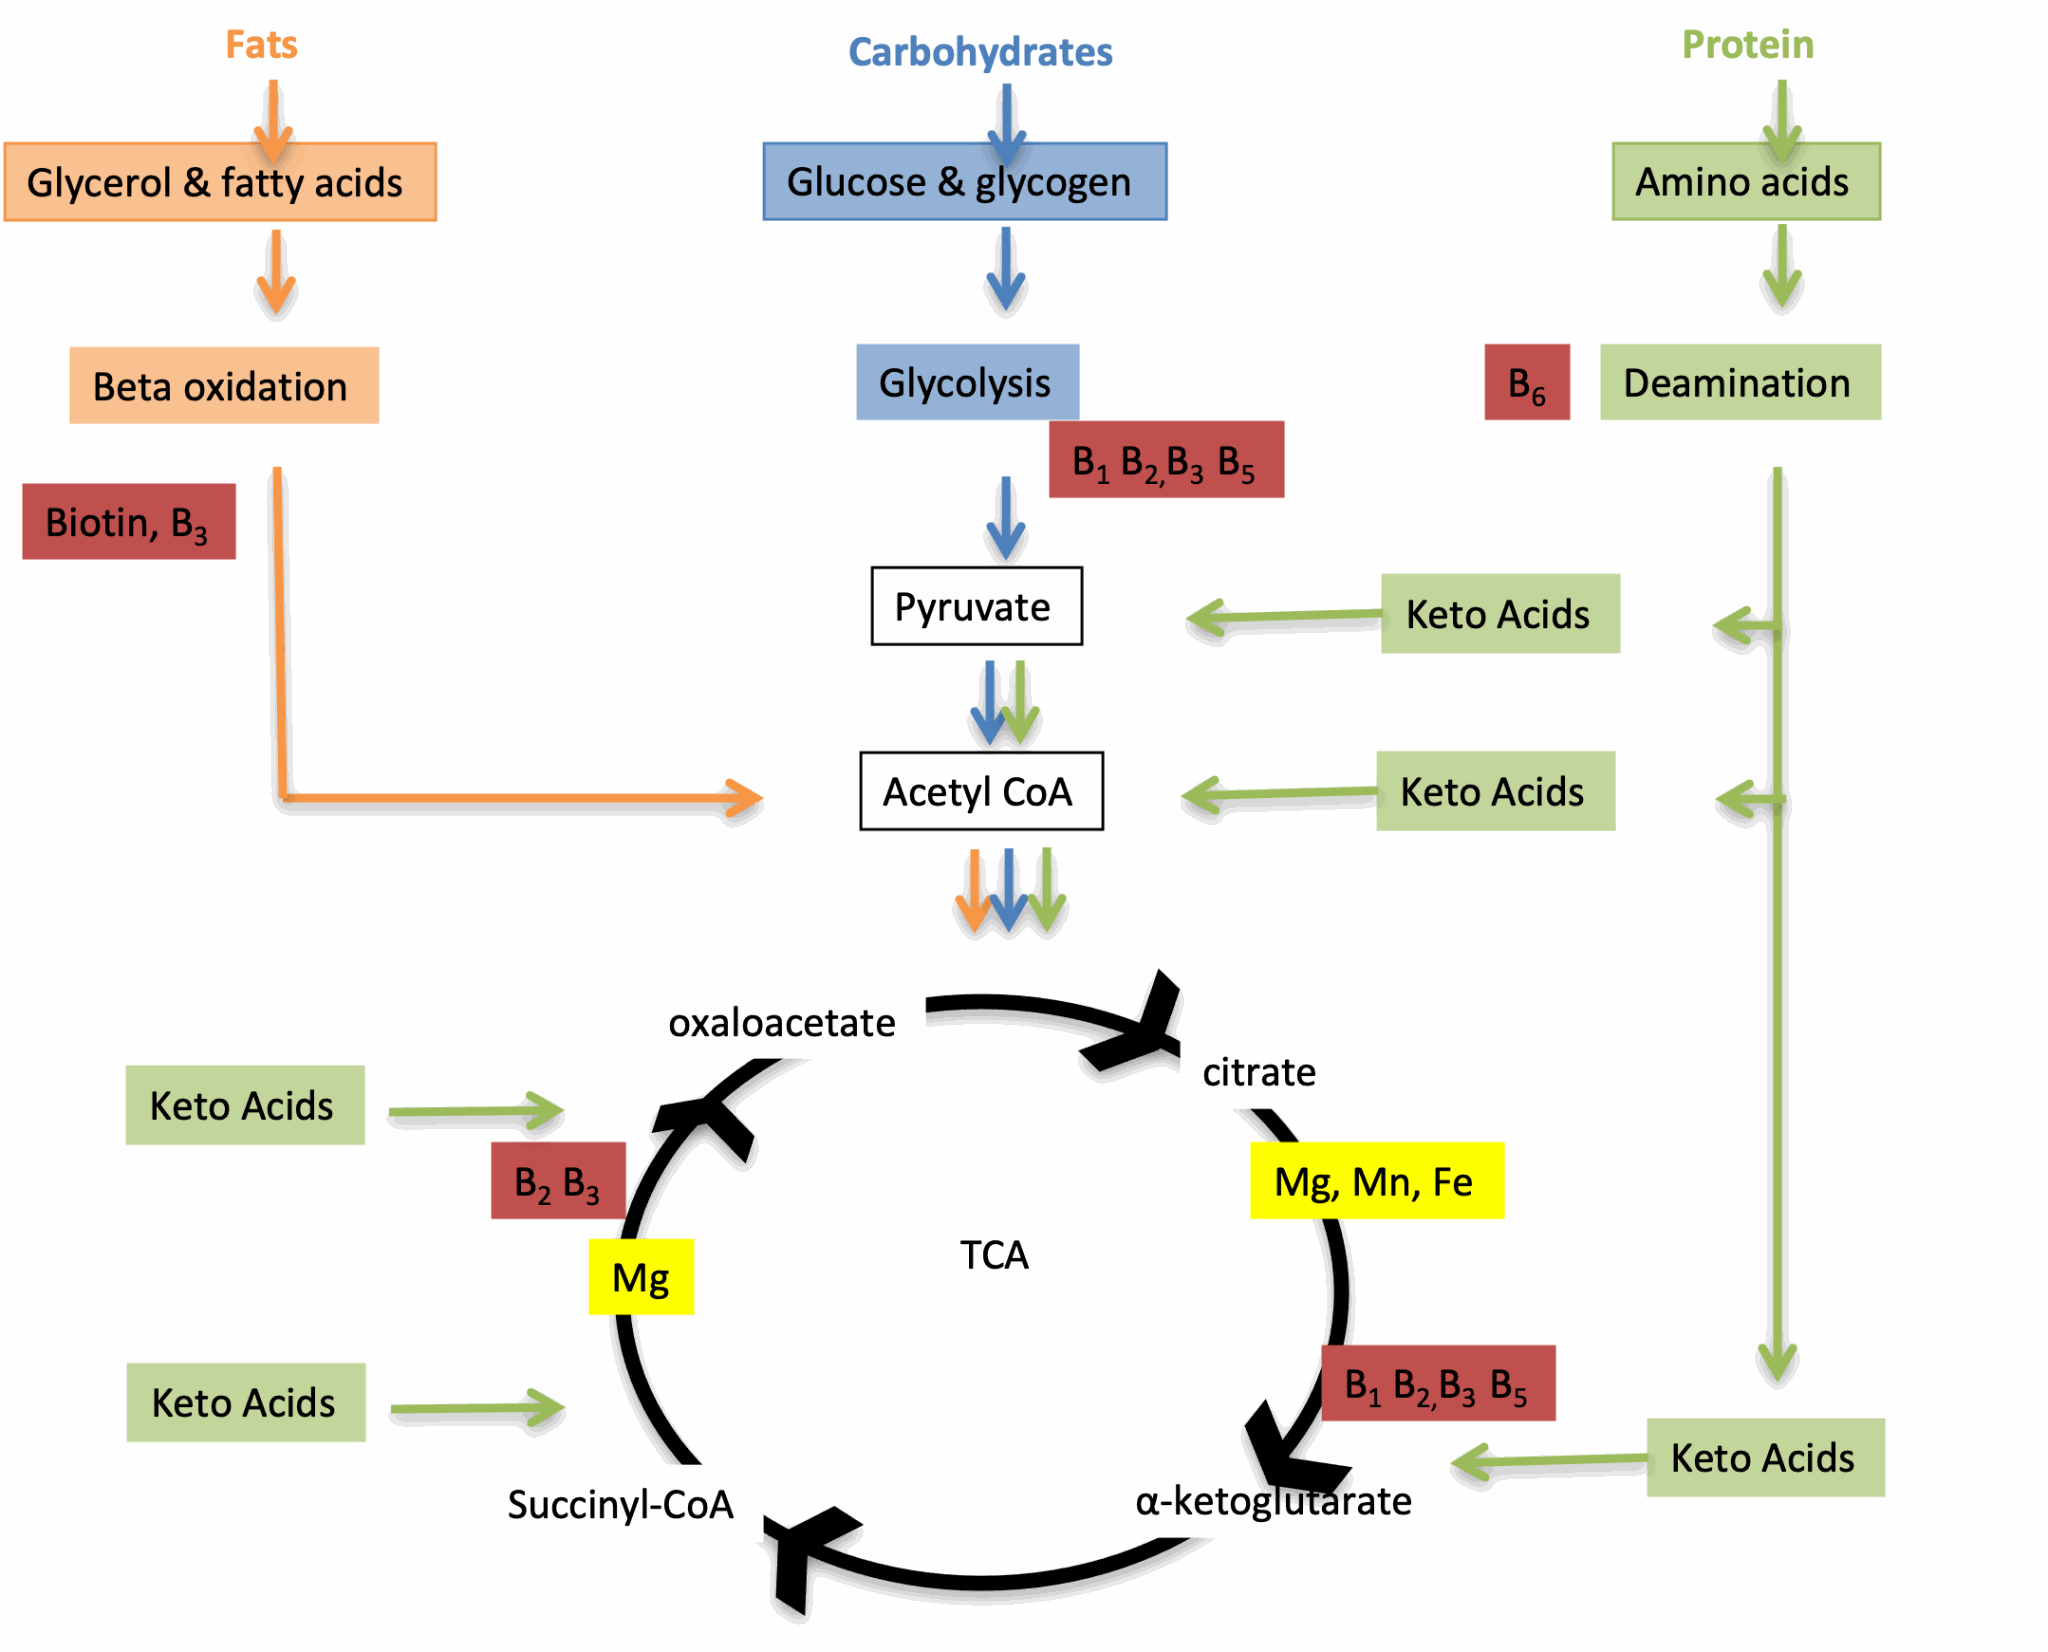 Fats
Carbohydrates
Protein
Glycerol & fatty acids
Glucose & glycogen
Amino acids
Beta oxidation
Glycolysis
B₆
Deamination
B₁ B₂,B₃ B₅
Biotin, B₃
Pyruvate
Keto Acids
Acetyl CoA
Keto Acids
oxaloacetate
citrate
Keto Acids
B₂ B₃
Mg, Mn, Fe
TCA
Mg
B₁ B₂,B₃ B₅
Keto Acids
Keto Acids
Succinyl-CoA
α-ketoglutarate